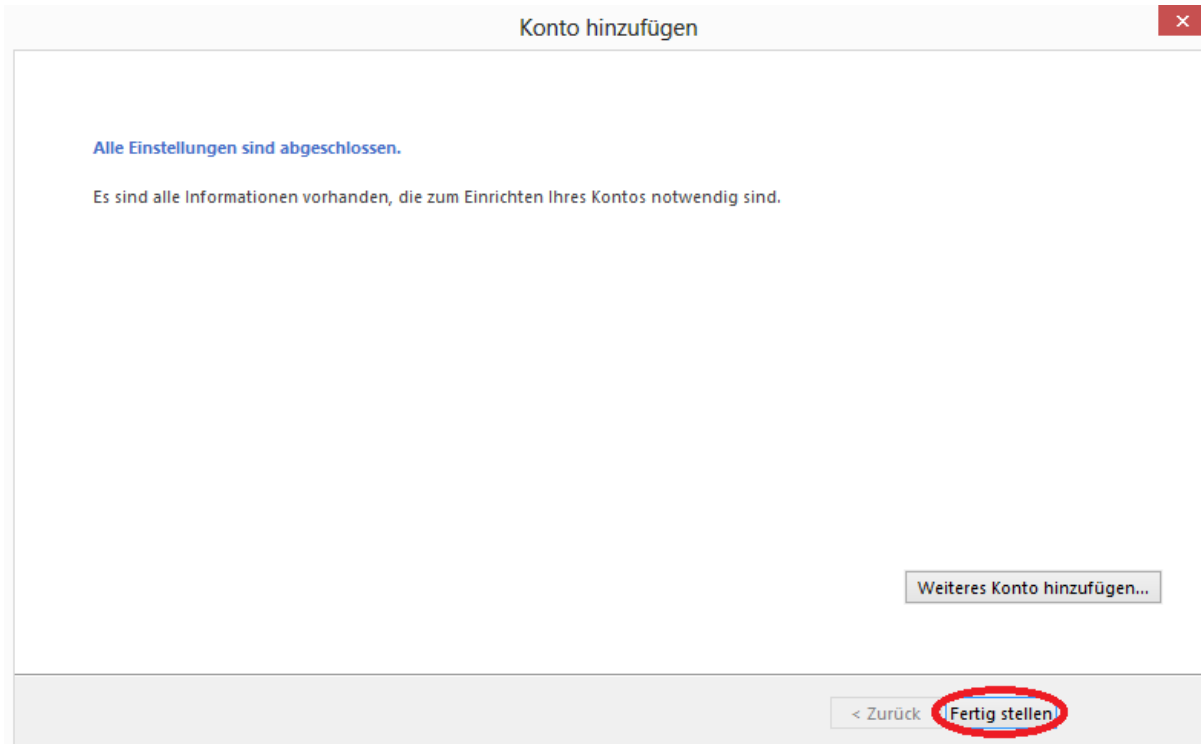 Konto hinzufügen
Alle Einstellungen sind abgeschlossen.
Es sind alle Informationen vorhanden, die zum Einrichten Ihres Kontos notwendig sind.
Weiteres Konto hinzufügen...
< Zurück Fertig stellen